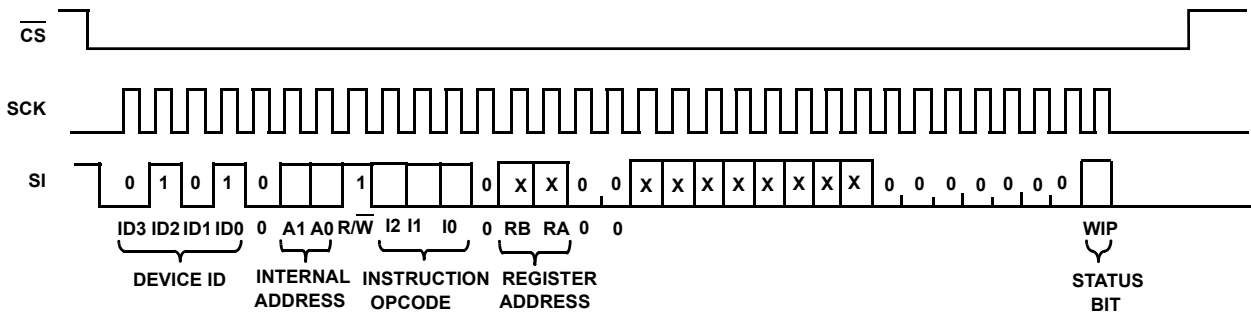 CS
SCK
SI 0 1 0 1 0 1 0 X X 0 0 X X X X X X X X 0 0 0 0 0 0 0
ID3 ID2 ID1 ID0 0 A1 A0 R/W I2 I1 I0 0 RB RA 0 0 WIP
DEVICE ID INTERNAL ADDRESS INSTRUCTION OPCODE REGISTER ADDRESS STATUS BIT